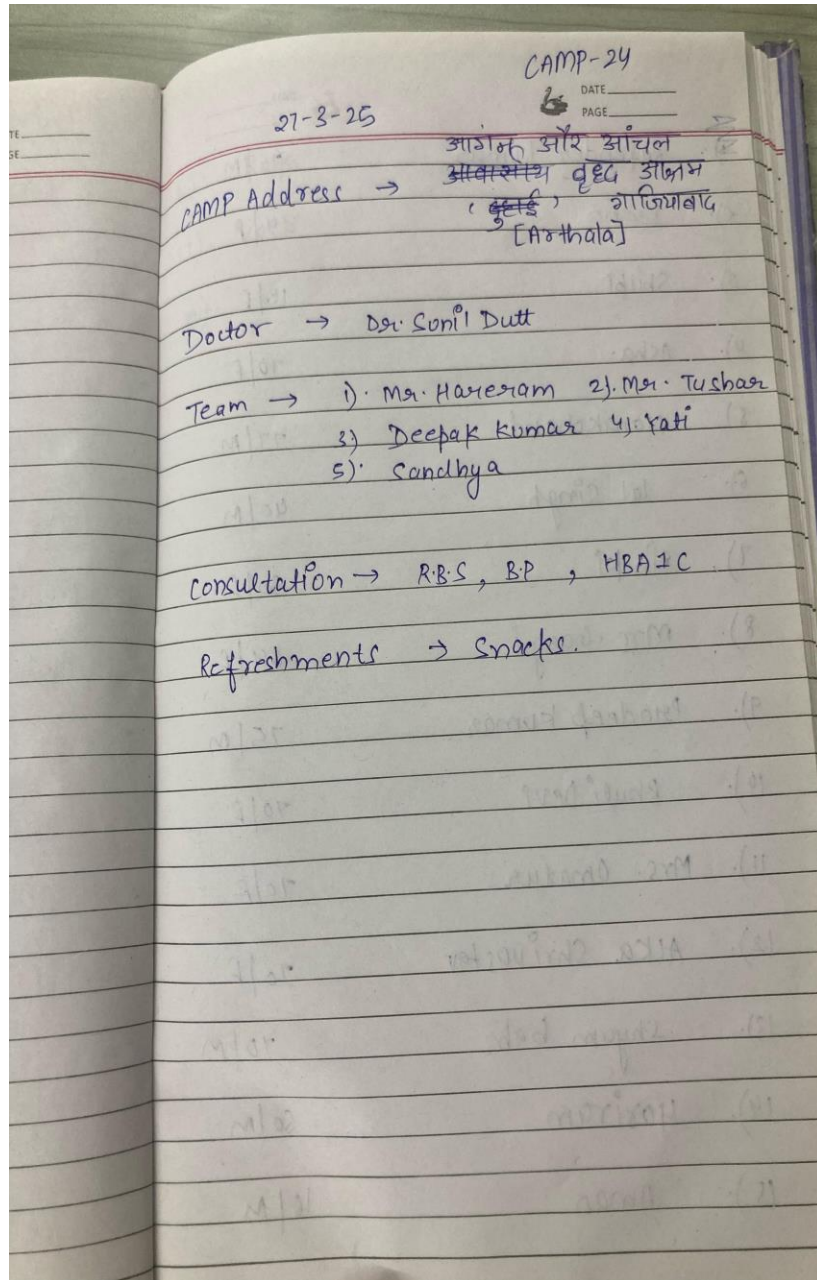 CAMP-24
DATE
PAGE
27-3-25
आगंन और आंचल
CAMP Address → आवासीय वृद्ध आश्रम
( दुहाई ) गाजियाबाद
[Arthala]
Doctor → Dr. Sunil Dutt
Team → 1). Mr. Hareram 2). Mr. Tushar
3) Deepak Kumar 4). Yati
5). Sandhya
Consultation → R.B.S, B.P , HBA1C
Refreshments → Snacks.